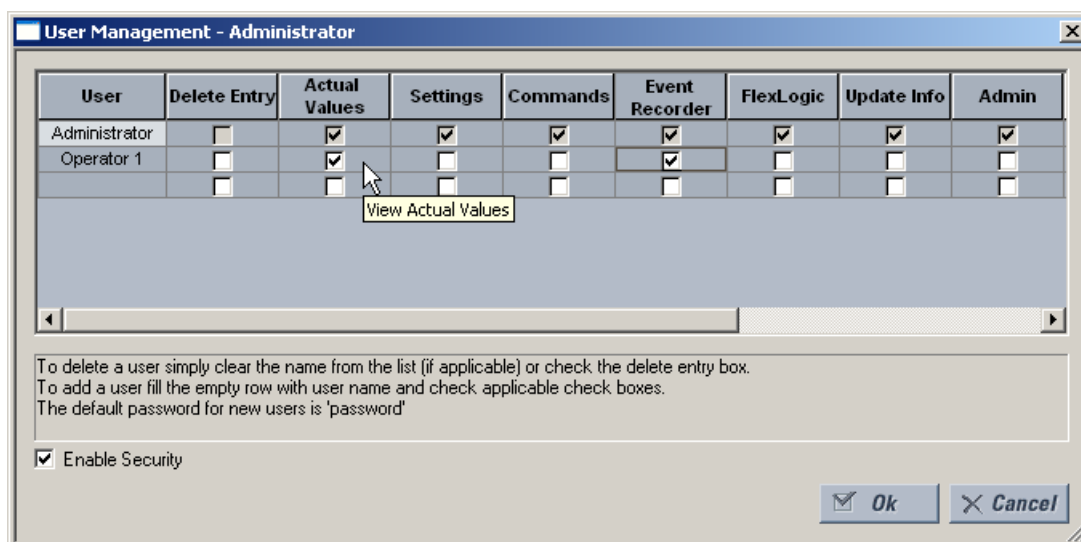 User Management - Administrator
User Delete Entry Actual Values Settings Commands Event Recorder FlexLogic Update Info Admin
Administrator
Operator 1
View Actual Values
To delete a user simply clear the name from the list (if applicable) or check the delete entry box.
To add a user fill the empty row with user name and check applicable check boxes.
The default password for new users is 'password'
Enable Security
Ok Cancel